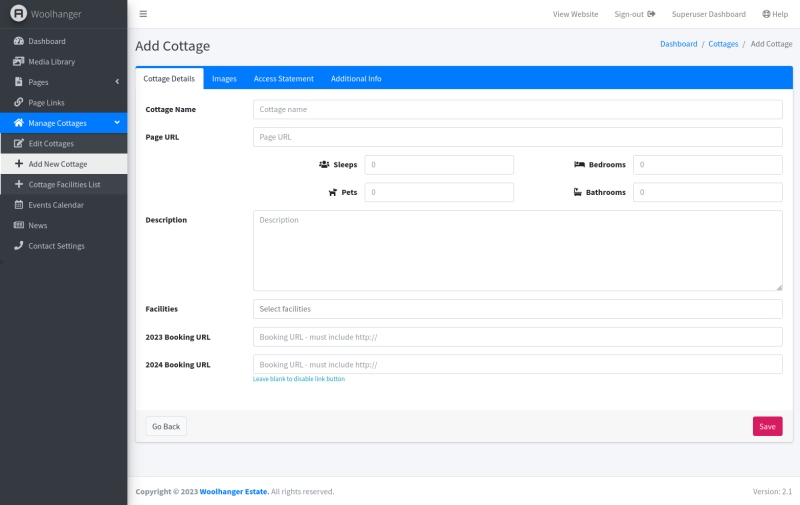 Woolhanger
View Website Sign-out Superuser Dashboard Help
Dashboard
Media Library
Pages
Page Links
Manage Cottages
Edit Cottages
Add New Cottage
Cottage Facilities List
Events Calendar
News
Contact Settings
Add Cottage
Dashboard / Cottages / Add Cottage
Cottage Details Images Access Statement Additional Info
Cottage Name Cottage name
Page URL Page URL
Sleeps 0 Bedrooms 0
Pets 0 Bathrooms 0
Description Description
Facilities Select facilities
2023 Booking URL Booking URL - must include http://
2024 Booking URL Booking URL - must include http://
Leave blank to disable link button
Go Back Save
Copyright © 2023 Woolhanger Estate. All rights reserved. Version: 2.1